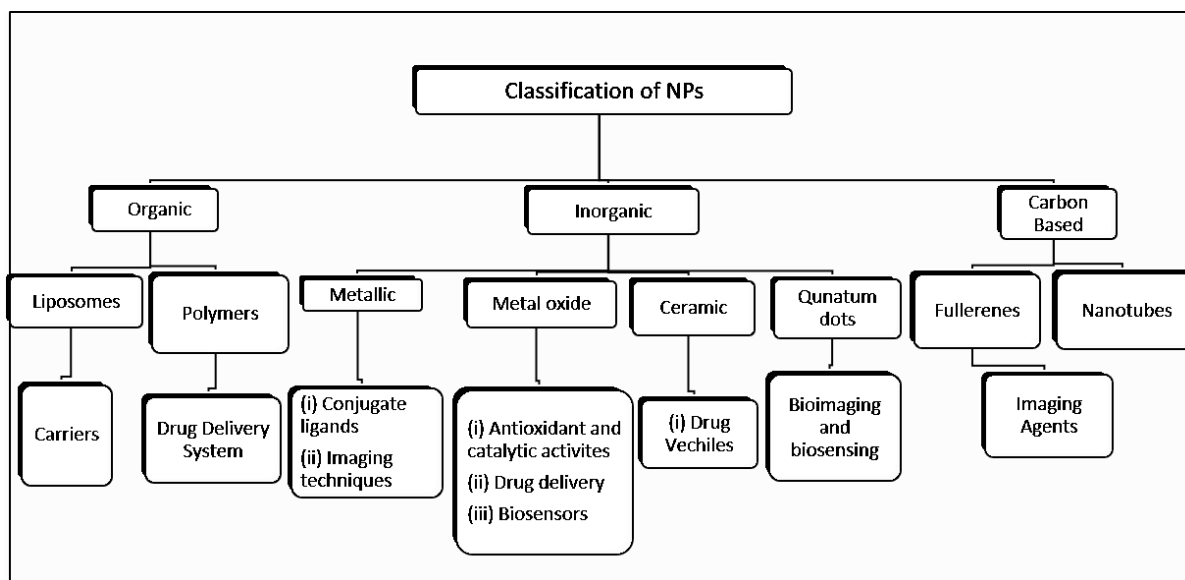 Classification of NPs
Organic
Inorganic
Carbon
Based
Liposomes
Polymers
Metallic
Metal oxide
Ceramic
Qunatum
dots
Fullerenes
Nanotubes
Carriers
Drug Delivery
System
(i) Conjugate
ligands
(ii) Imaging
techniques
(i) Antioxidant and
catalytic activites
(ii) Drug delivery
(iii) Biosensors
(i) Drug
Vechiles
Bioimaging
and
biosensing
Imaging
Agents